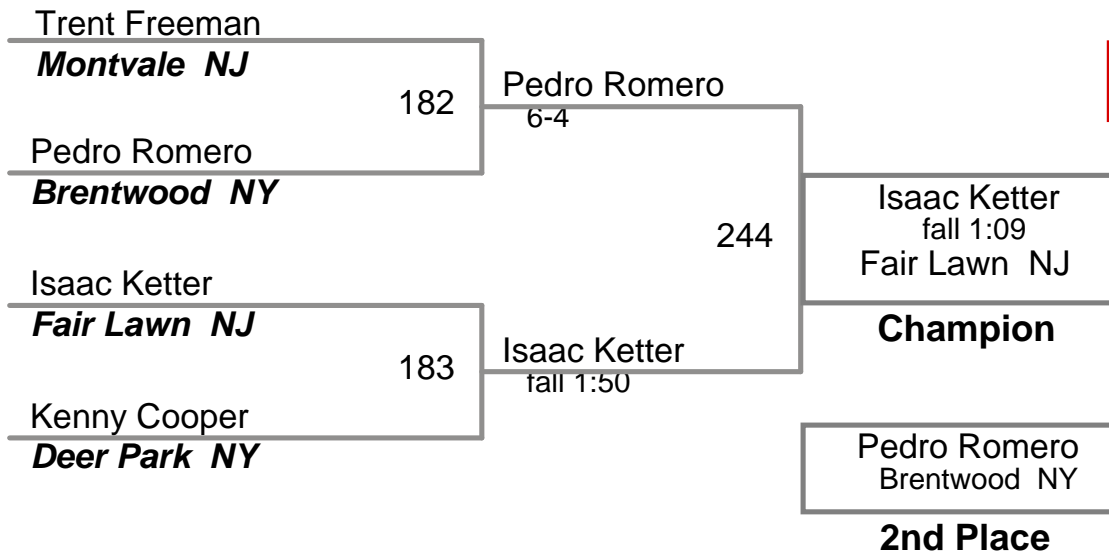 Trent Freeman
Montvale NJ
182
Pedro Romero
6-4
Pedro Romero
Brentwood NY
244
Isaac Ketter
fall 1:09
Fair Lawn NJ
Champion
Isaac Ketter
Fair Lawn NJ
183
Isaac Ketter
fall 1:50
Kenny Cooper
Deer Park NY
Pedro Romero
Brentwood NY
2nd Place